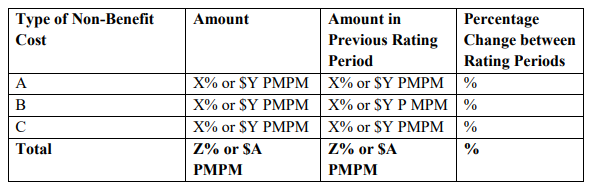 Type of Non-Benefit Cost | Amount | Amount in Previous Rating Period | Percentage Change between Rating Periods
A | X% or $Y PMPM | X% or $Y PMPM | %
B | X% or $Y PMPM | X% or $Y P MPM | %
C | X% or $Y PMPM | X% or $Y PMPM | %
Total | Z% or $A PMPM | Z% or $A PMPM | %